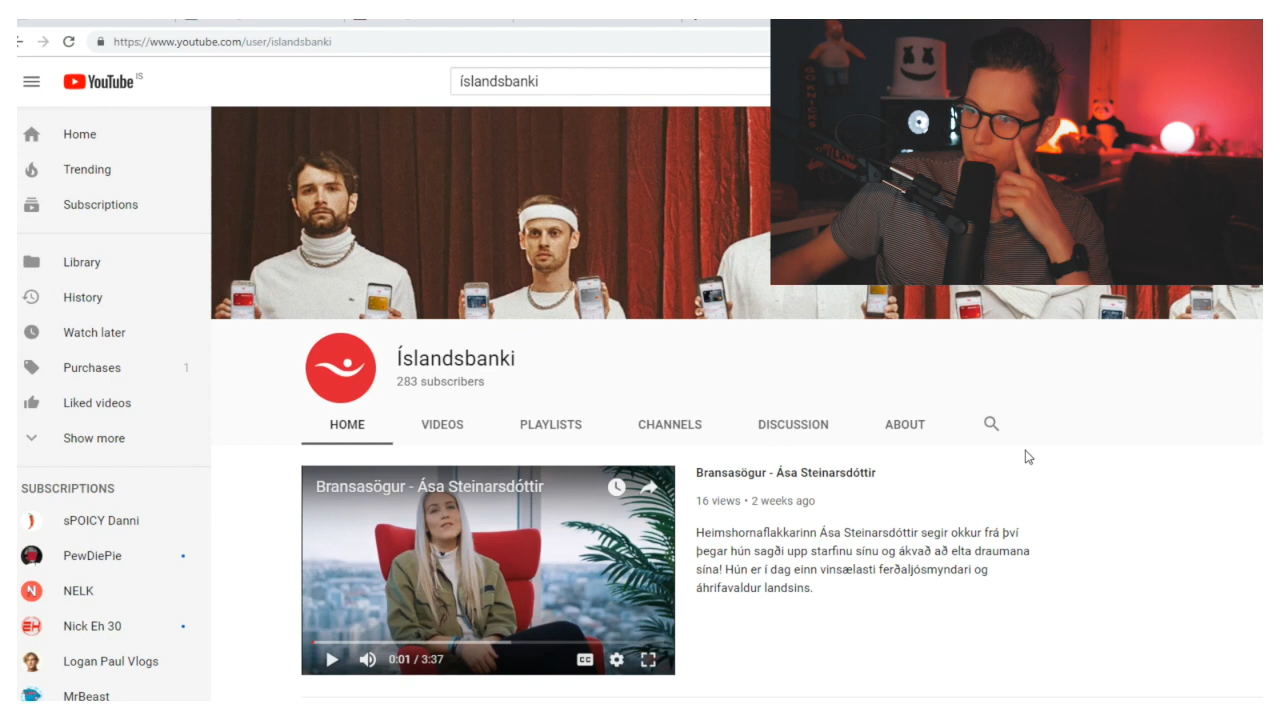 https://www.youtube.com/user/islandsbanki
YouTube IS
íslandsbanki
Home
Trending
Subscriptions
Library
History
Watch later
Purchases 1
Liked videos
Show more
SUBSCRIPTIONS
sPOICY Danni
PewDiePie
NELK
Nick Eh 30
Logan Paul Vlogs
MrBeast
Íslandsbanki
283 subscribers
HOME VIDEOS PLAYLISTS CHANNELS DISCUSSION ABOUT
Bransasögur - Ása Steinarsdóttir
0:01 / 3:37
CC
Bransasögur - Ása Steinarsdóttir
16 views • 2 weeks ago
Heimshornaflakkarinn Ása Steinarsdóttir segir okkur frá því
þegar hún sagði upp starfinu sínu og ákvað að elta draumana
sína! Hún er í dag einn vinsælasti ferðaljósmyndari og
áhrifavaldur landsins.